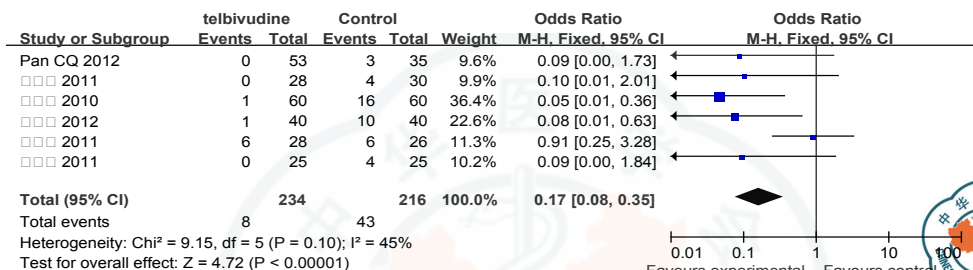 telbivudine Control Odds Ratio Odds Ratio
Study or Subgroup Events Total Events Total Weight M-H, Fixed, 95% CI M-H, Fixed, 95% CI
Pan CQ 2012 0 53 3 35 9.6% 0.09 [0.00, 1.73]
□□□ 2011 0 28 4 30 9.9% 0.10 [0.01, 2.01]
□□□ 2010 1 60 16 60 36.4% 0.05 [0.01, 0.36]
□□□ 2012 1 40 10 40 22.6% 0.08 [0.01, 0.63]
□□□ 2011 6 28 6 26 11.3% 0.91 [0.25, 3.28]
□□□ 2011 0 25 4 25 10.2% 0.09 [0.00, 1.84]
Total (95% CI) 234 216 100.0% 0.17 [0.08, 0.35]
Total events 8 43
Heterogeneity: Chi² = 9.15, df = 5 (P = 0.10); I² = 45%
Test for overall effect: Z = 4.72 (P < 0.00001)
0.01 0.1 1 10 100
Favours experimental Favours control